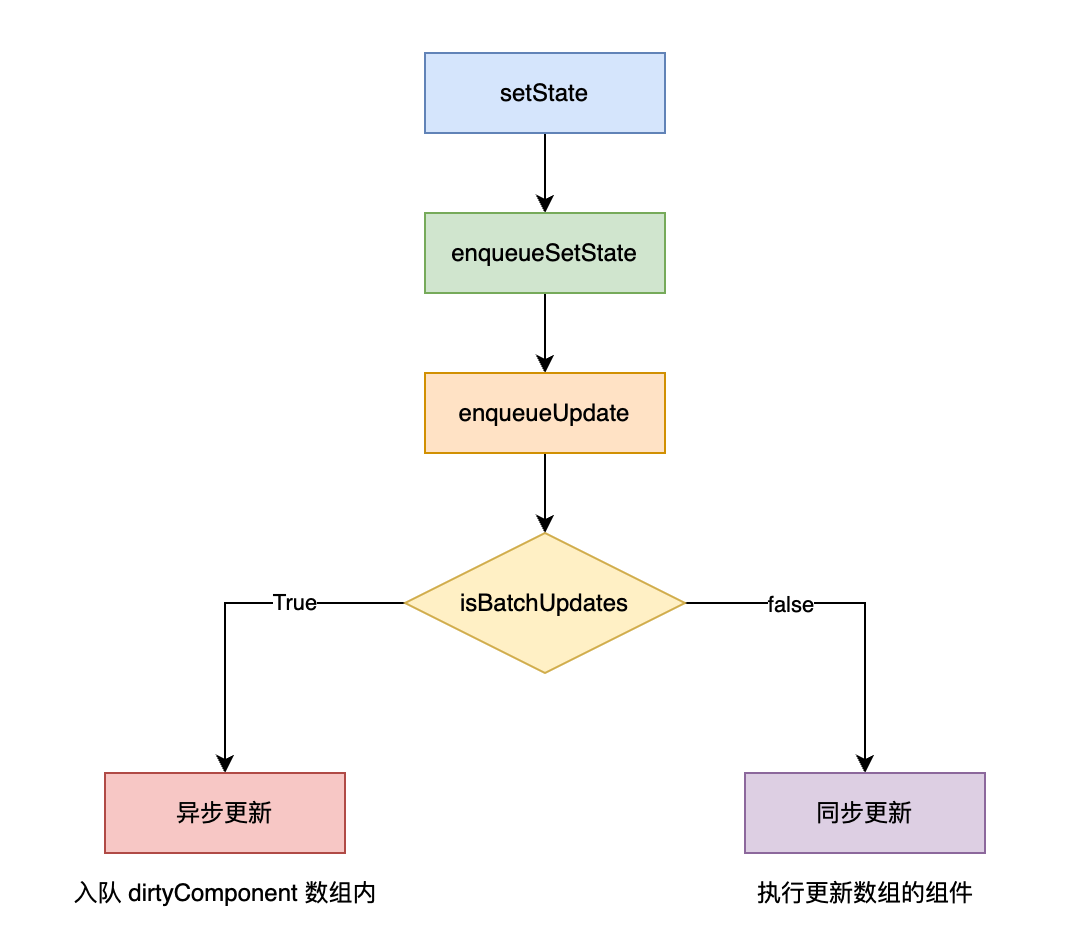 setState
enqueueSetState
enqueueUpdate
isBatchUpdates
True
false
异步更新
同步更新
入队 dirtyComponent 数组内
执行更新数组的组件